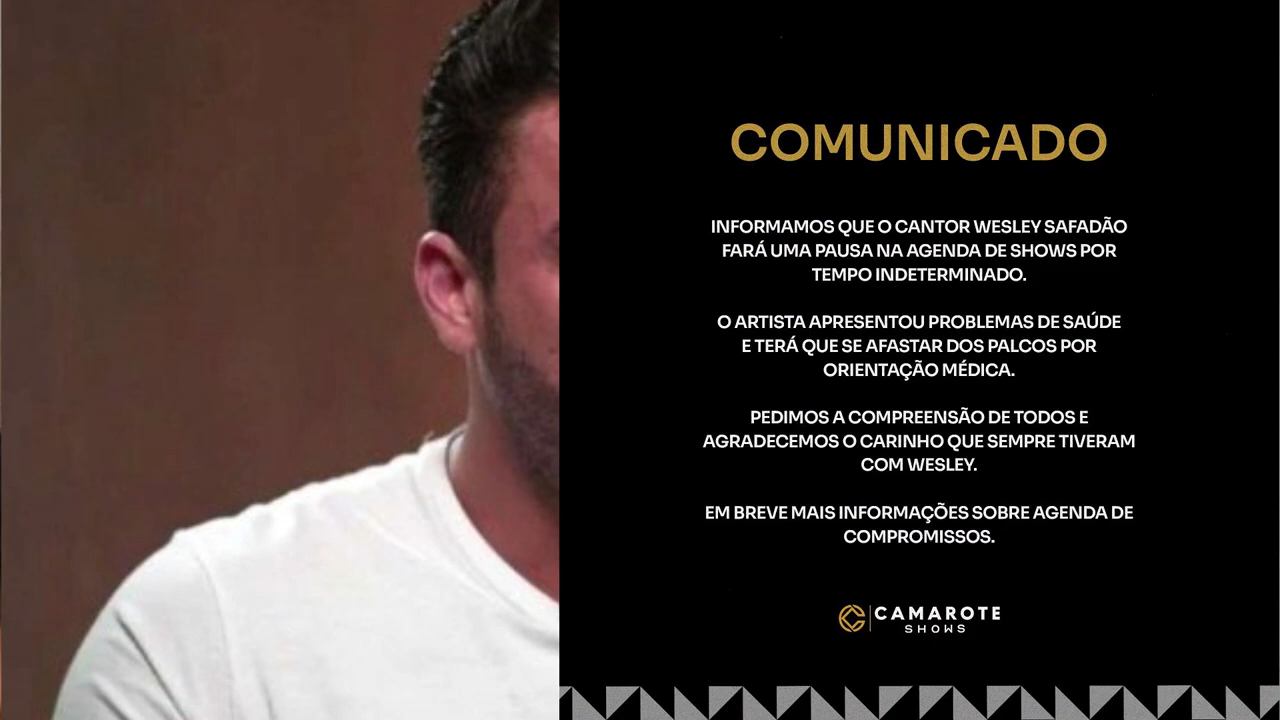 COMUNICADO
INFORMAMOS QUE O CANTOR WESLEY SAFADÃO
FARÁ UMA PAUSA NA AGENDA DE SHOWS POR
TEMPO INDETERMINADO.
O ARTISTA APRESENTOU PROBLEMAS DE SAÚDE
E TERÁ QUE SE AFASTAR DOS PALCOS POR
ORIENTAÇÃO MÉDICA.
PEDIMOS A COMPREENSÃO DE TODOS E
AGRADECEMOS O CARINHO QUE SEMPRE TIVERAM
COM WESLEY.
EM BREVE MAIS INFORMAÇÕES SOBRE AGENDA DE
COMPROMISSOS.
CAMAROTE
SHOWS